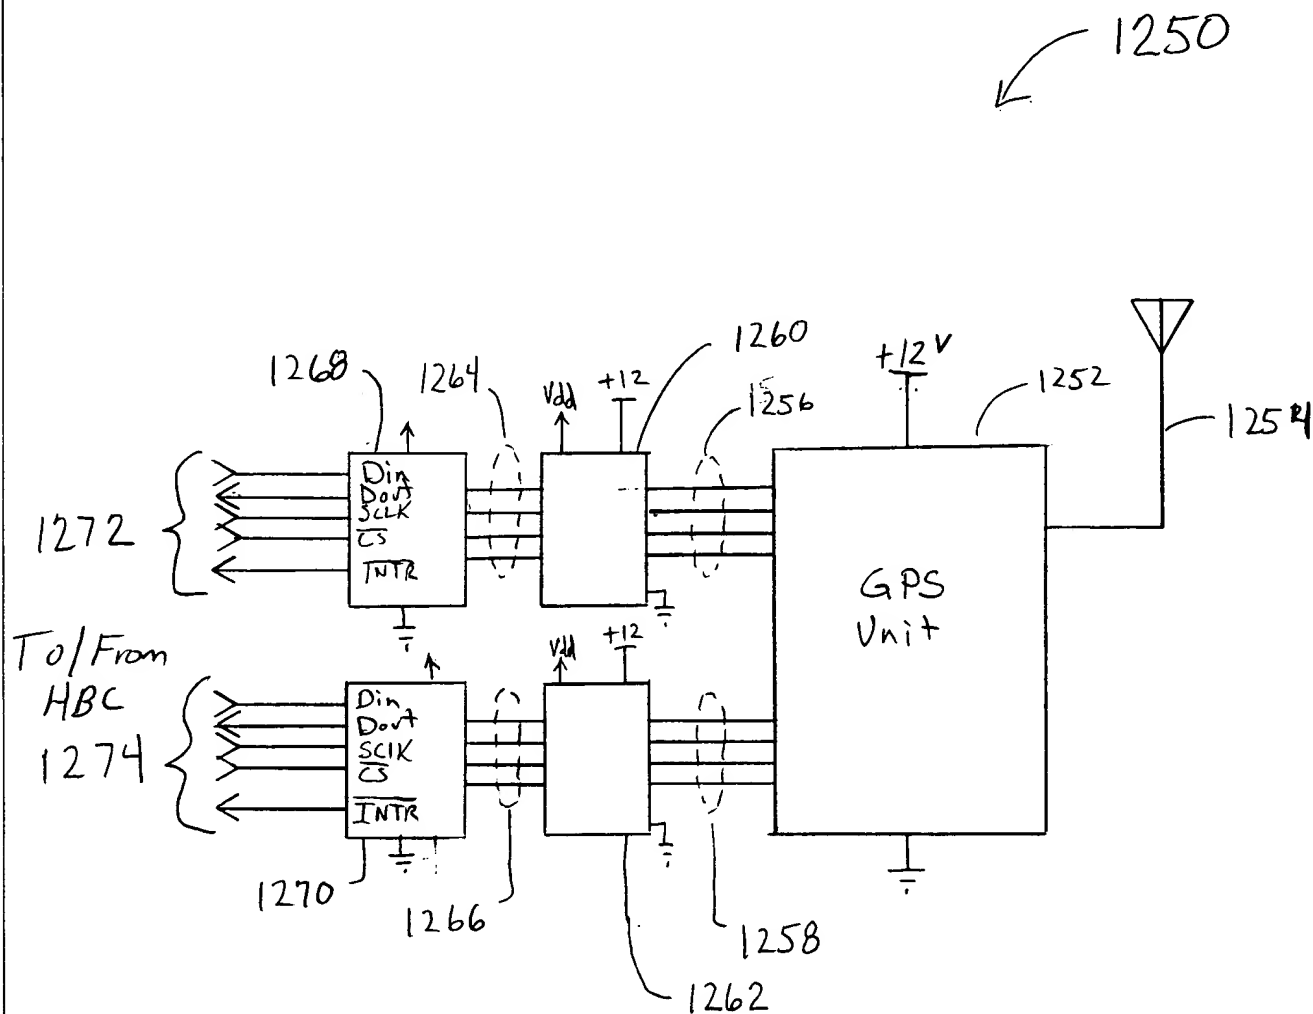 1250
1260
+12 V
1268
1264
Vdd
+12
1256
1252
1254
Din
Dout
SCLK
CS
INTR
1272
GPS
Unit
To/From
HBC
1274
Vdd
+12
Din
Dout
SCLK
CS
INTR
1270
1266
1258
1262